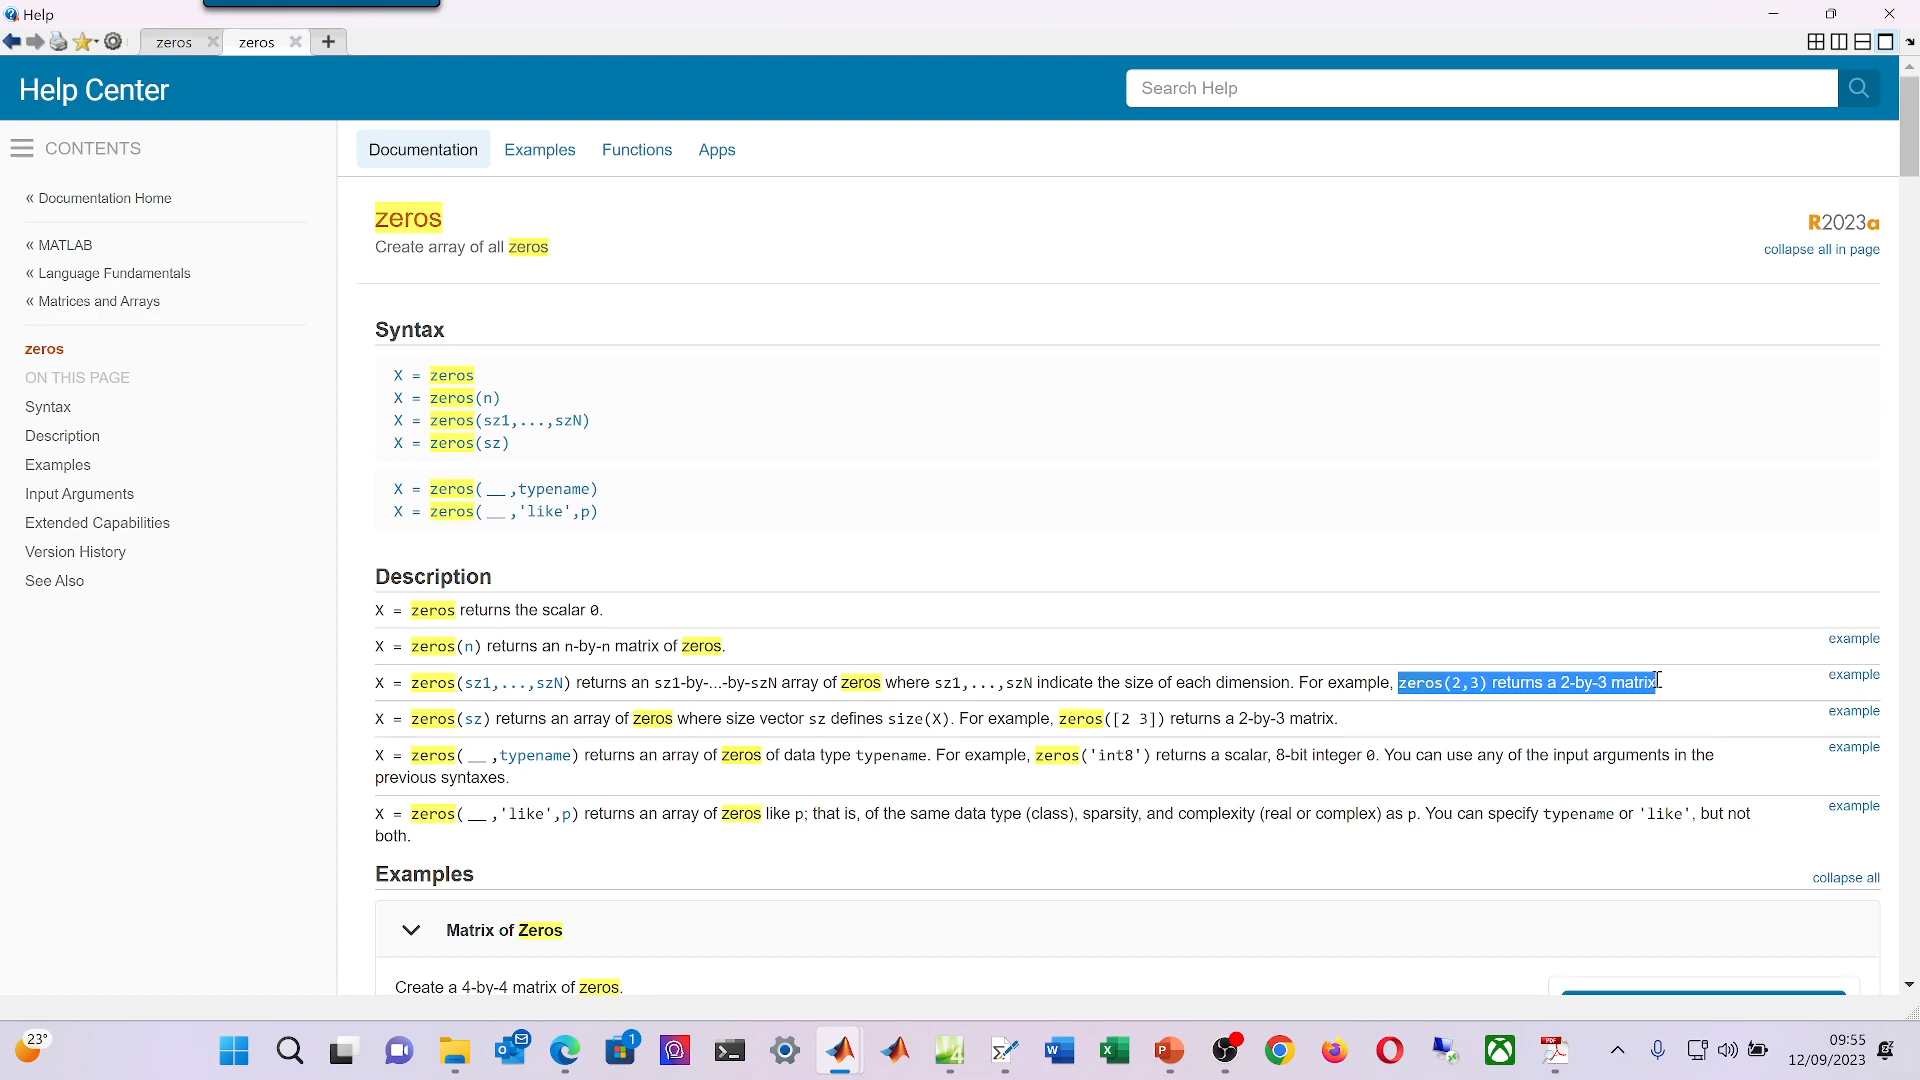 Help
zeros
zeros
Help Center
Search Help
CONTENTS
« Documentation Home
« MATLAB
« Language Fundamentals
« Matrices and Arrays
zeros
ON THIS PAGE
Syntax
Description
Examples
Input Arguments
Extended Capabilities
Version History
See Also
Documentation Examples Functions Apps
zeros
R2023a
Create array of all zeros
collapse all in page
Syntax
X = zeros
X = zeros(n)
X = zeros(sz1,...,szN)
X = zeros(sz)
X = zeros(__,typename)
X = zeros(__,'like',p)
Description
X = zeros returns the scalar 0.
X = zeros(n) returns an n-by-n matrix of zeros.
example
X = zeros(sz1,...,szN) returns an sz1-by-...-by-szN array of zeros where sz1,...,szN indicate the size of each dimension. For example, zeros(2,3) returns a 2-by-3 matrix.
example
X = zeros(sz) returns an array of zeros where size vector sz defines size(X). For example, zeros([2 3]) returns a 2-by-3 matrix.
example
X = zeros(__,typename) returns an array of zeros of data type typename. For example, zeros('int8') returns a scalar, 8-bit integer 0. You can use any of the input arguments in the
previous syntaxes.
example
X = zeros(__,'like',p) returns an array of zeros like p; that is, of the same data type (class), sparsity, and complexity (real or complex) as p. You can specify typename or 'like', but not
both.
example
Examples
collapse all
Matrix of Zeros
Create a 4-by-4 matrix of zeros.
23°
1
09:55
12/09/2023